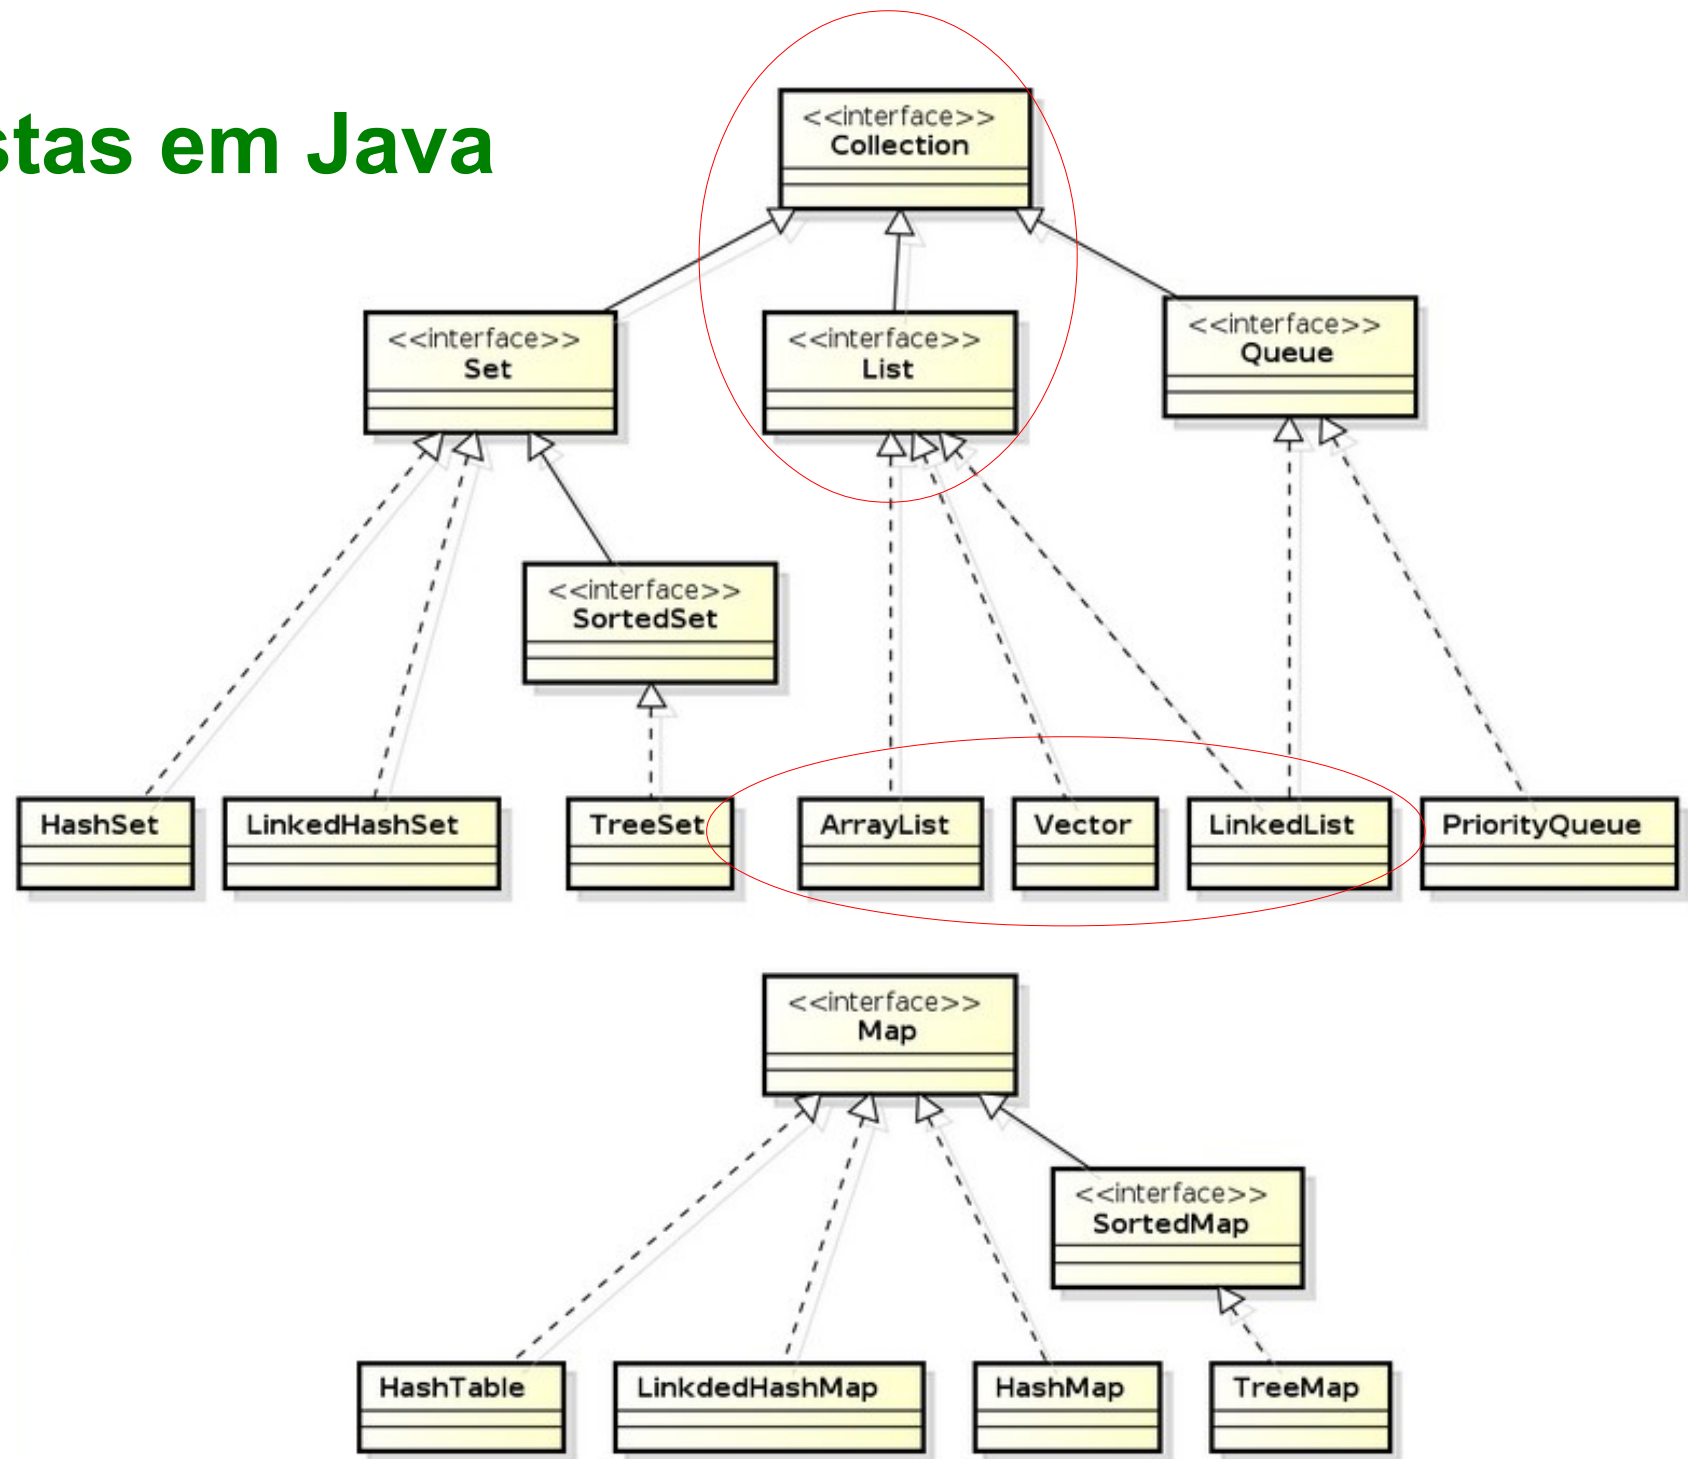 stas em Java
<<interface>>
Collection
<<interface>>
Set
<<interface>>
List
<<interface>>
Queue
<<interface>>
SortedSet
HashSet
LinkedHashSet
TreeSet
ArrayList
Vector
LinkedList
PriorityQueue
<<interface>>
Map
<<interface>>
SortedMap
HashTable
LinkdedHashMap
HashMap
TreeMap